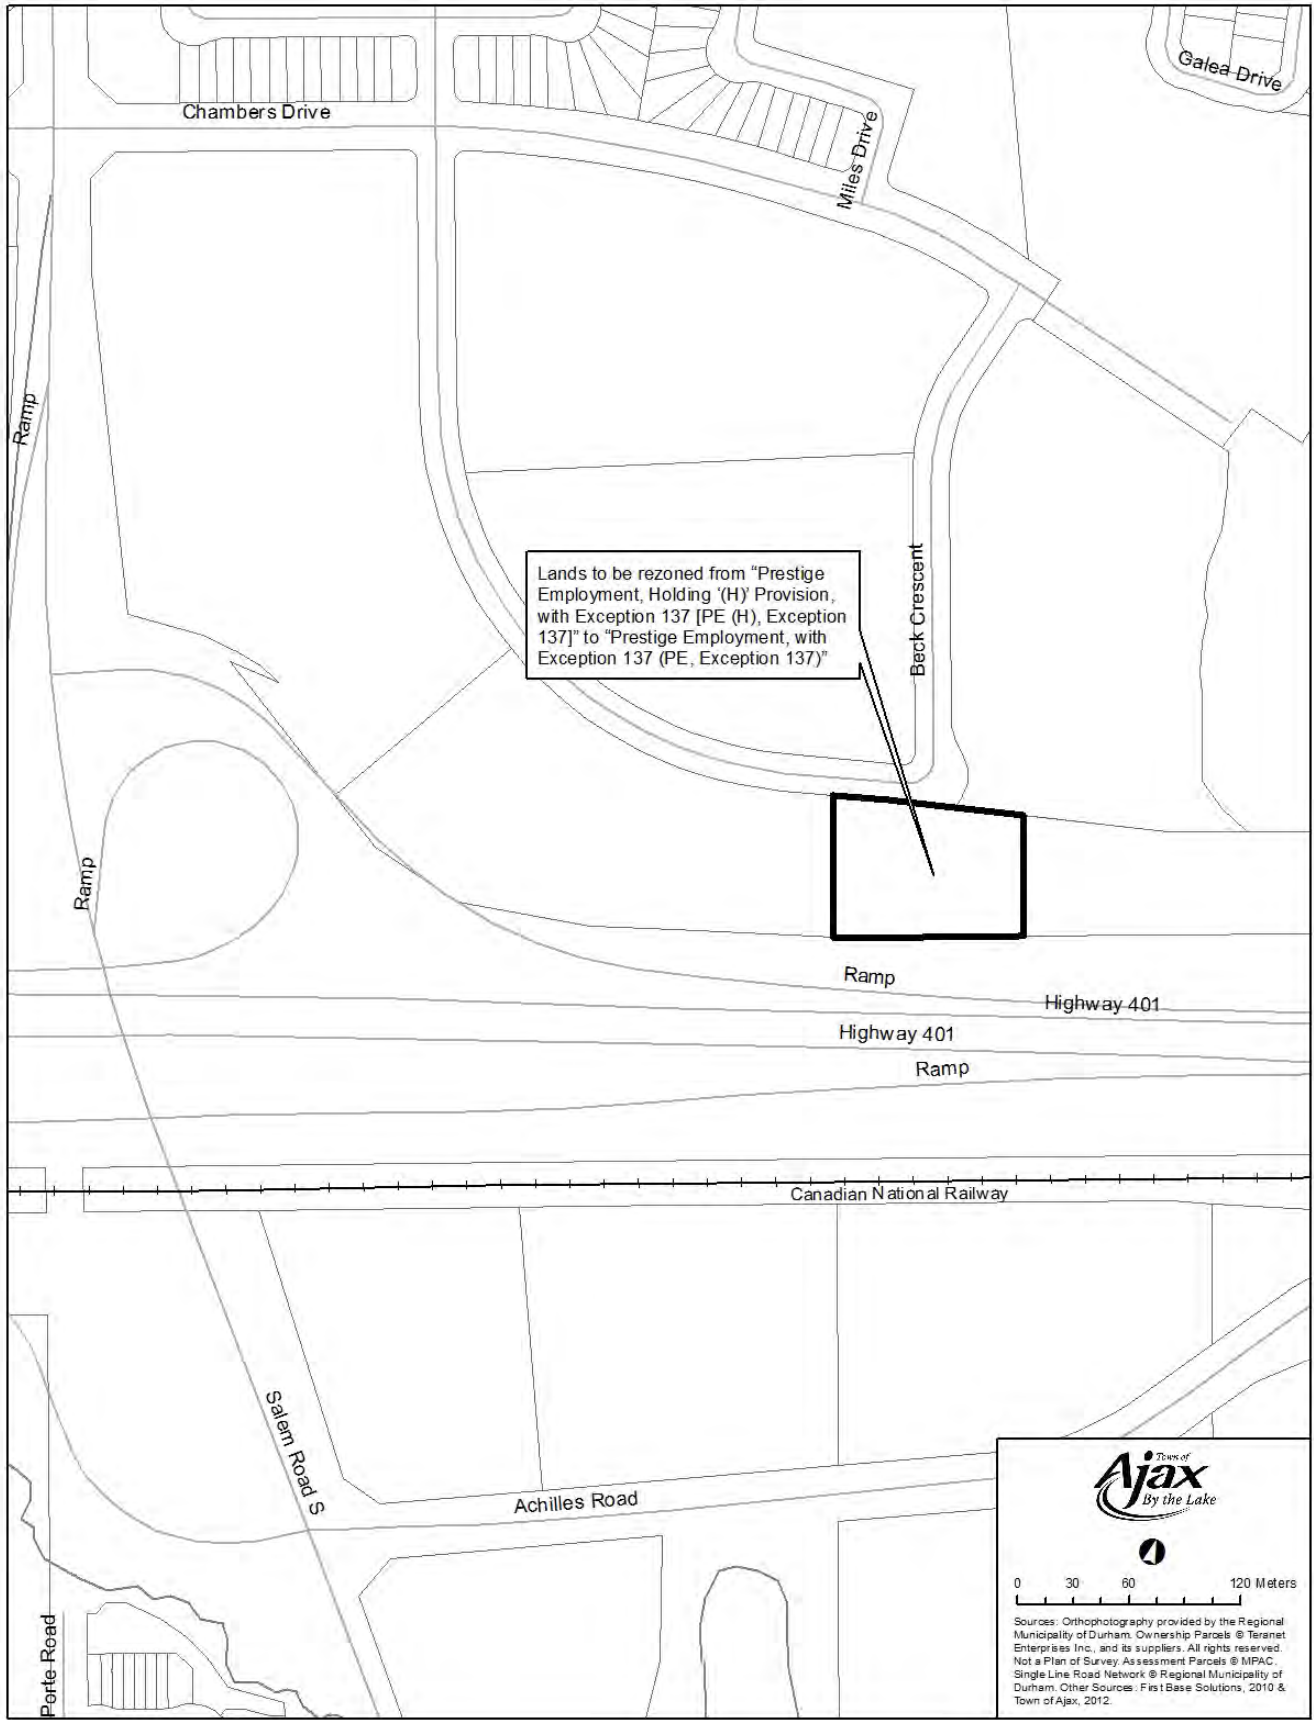 Galea Drive
Chambers Drive
Miles Drive
Ramp
Lands to be rezoned from “Prestige
Employment, Holding ‘(H)’ Provision,
with Exception 137 [PE (H), Exception
137]” to “Prestige Employment, with
Exception 137 (PE, Exception 137)”
Beck Crescent
Ramp
Ramp
Highway 401
Highway 401
Ramp
Canadian National Railway
Salem Road S
Achilles Road
Porte Road
Town of
Ajax
By the Lake
0 30 60 120 Meters
Sources: Orthophotography provided by the Regional
Municipality of Durham. Ownership Parcels © Teranet
Enterprises Inc., and its suppliers. All rights reserved.
Not a Plan of Survey. Assessment Parcels © MPAC.
Single Line Road Network © Regional Municipality of
Durham. Other Sources: First Base Solutions, 2010 &
Town of Ajax, 2012.